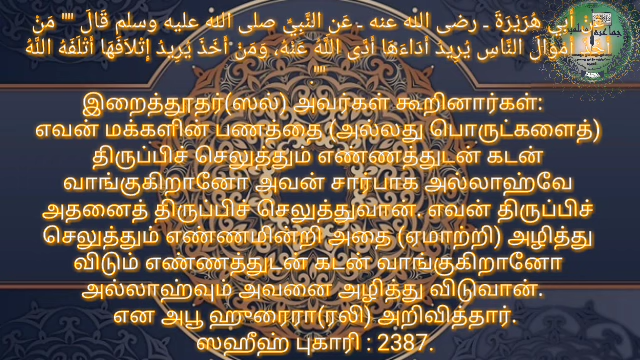 أَبِي هُرَيْرَةَ ـ رضى الله عنه ـ عَنِ النَّبِيِّ صلى الله عليه وسلم قَالَ "" مَنْ
أَمْوَالَ النَّاسِ يُرِيدُ أَدَاءَهَا أَدَّى اللَّهُ عَنْهُ، وَمَنْ أَخَذَ يُرِيدُ إِتْلاَفَهَا أَتْلَفَهُ اللَّهُ
"".
இறைத்தூதர்(ஸல்) அவர்கள் கூறினார்கள்:
எவன் மக்களின் பணத்தை (அல்லது பொருட்களைத்)
திருப்பிச் செலுத்தும் எண்ணத்துடன் கடன்
வாங்குகிறானோ அவன் சார்பாக அல்லாஹ்வே
அதனைத் திருப்பிச் செலுத்துவான். எவன் திருப்பிச்
செலுத்தும் எண்ணமின்றி அதை (ஏமாற்றி) அழித்து
விடும் எண்ணத்துடன் கடன் வாங்குகிறானோ
அல்லாஹ்வும் அவனை அழித்து விடுவான்.
என அபூ ஹுரைரா(ரலி) அறிவித்தார்.
ஸஹீஹ் புகாரி : 2387.